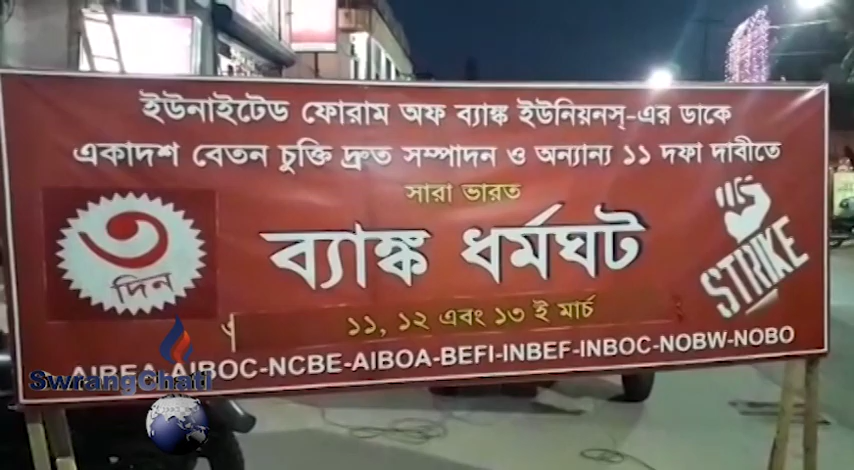 ইউনাইটেড ফোরাম অফ ব্যাঙ্ক ইউনিয়নস্-এর ডাকে
একাদশ বেতন চুক্তি দ্রুত সম্পাদন ও অন্যান্য ১১ দফা দাবীতে
সারা ভারত
৩
দিন
ব্যাঙ্ক ধর্মঘট
STRIKE
১১, ১২ এবং ১৩ ই মার্চ
AIBEA-AIBOC-NCBE-AIBOA-BEFI-INBEF-INBOC-NOBW-NOBO
SwrangChati